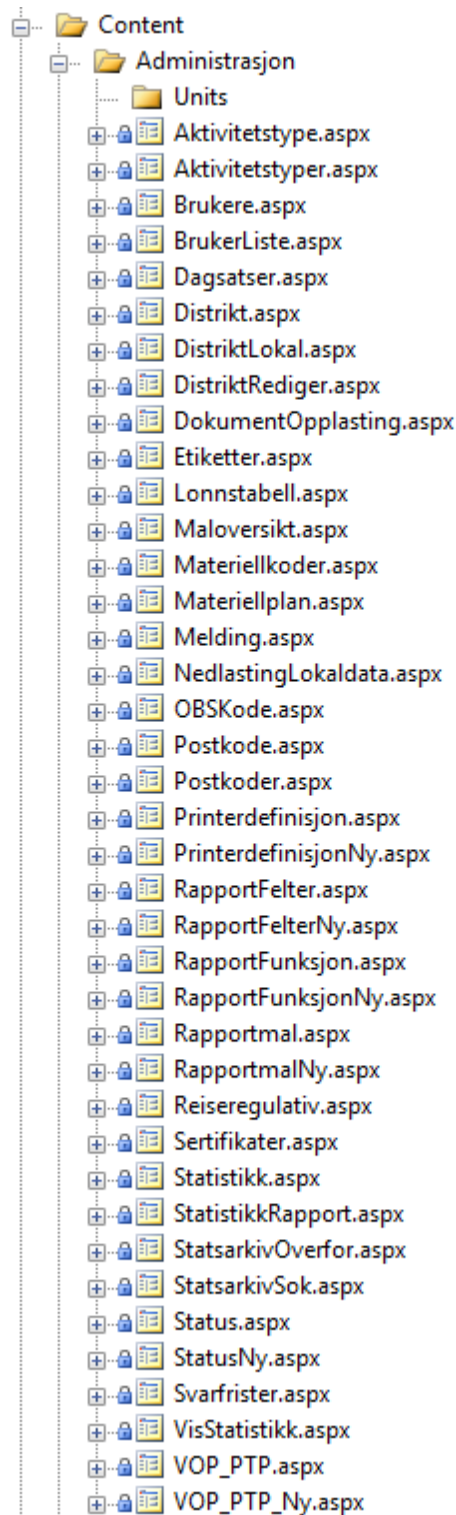 Content
Administrasjon
Units
Aktivitetstype.aspx
Aktivitetstyper.aspx
Brukere.aspx
BrukerListe.aspx
Dagsatser.aspx
Distrikt.aspx
DistriktLokal.aspx
DistriktRediger.aspx
DokumentOpplasting.aspx
Etiketter.aspx
Lonnstabell.aspx
Maloversikt.aspx
Materiellkoder.aspx
Materiellplan.aspx
Melding.aspx
NedlastingLokaldata.aspx
OBSKode.aspx
Postkode.aspx
Postkoder.aspx
Printerdefinisjon.aspx
PrinterdefinisjonNy.aspx
RapportFelter.aspx
RapportFelterNy.aspx
RapportFunksjon.aspx
RapportFunksjonNy.aspx
Rapportmal.aspx
RapportmalNy.aspx
Reiseregulativ.aspx
Sertifikater.aspx
Statistikk.aspx
StatistikkRapport.aspx
StatsarkivOverfor.aspx
StatsarkivSok.aspx
Status.aspx
StatusNy.aspx
Svarfrister.aspx
VisStatistikk.aspx
VOP_PTP.aspx
VOP_PTP_Ny.aspx